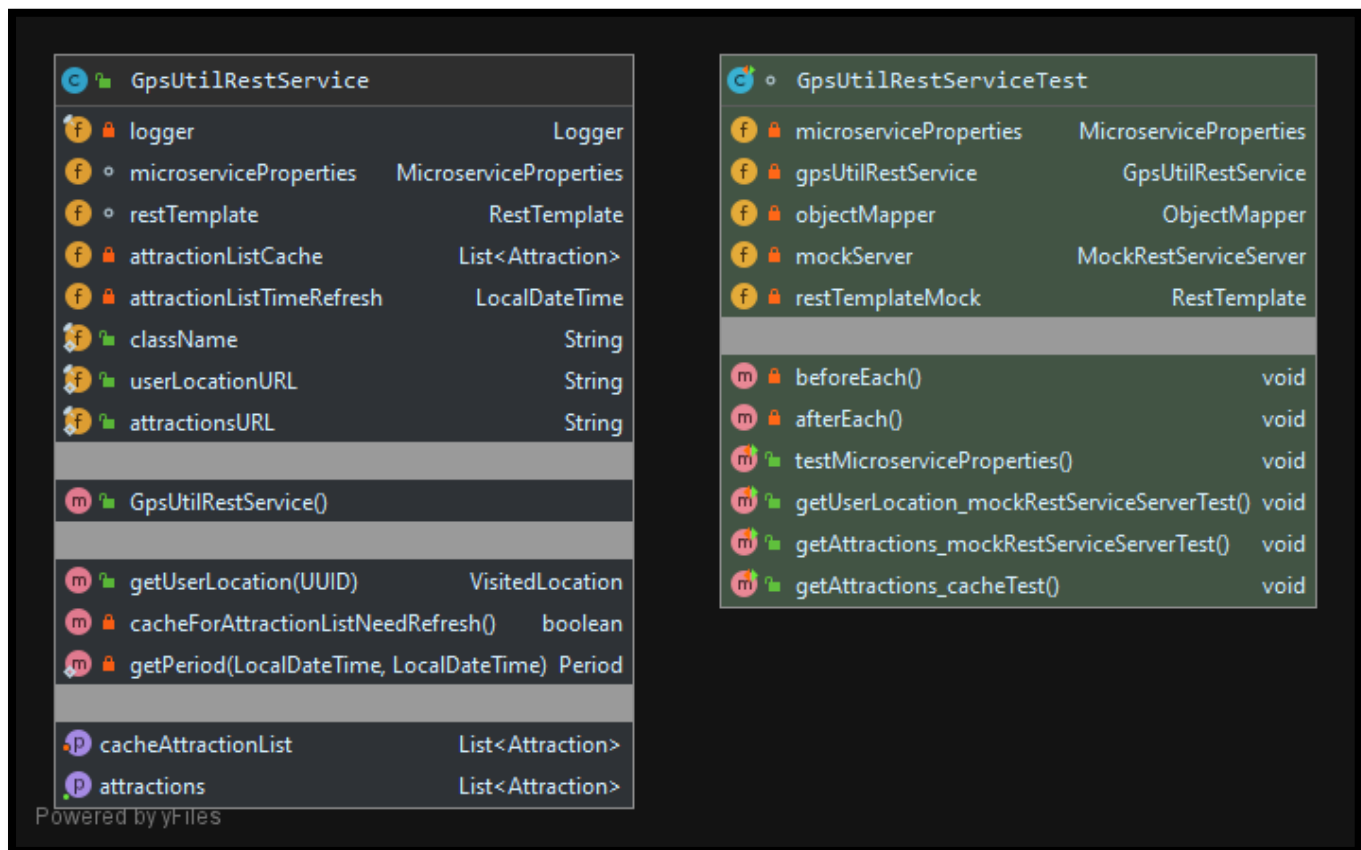 GpsUtilRestService
logger Logger
microserviceProperties MicroserviceProperties
restTemplate RestTemplate
attractionListCache List<Attraction>
attractionListTimeRefresh LocalDateTime
className String
userLocationURL String
attractionsURL String
GpsUtilRestService()
getUserLocation(UUID) VisitedLocation
cacheForAttractionListNeedRefresh() boolean
getPeriod(LocalDateTime, LocalDateTime) Period
cacheAttractionList List<Attraction>
attractions List<Attraction>
Powered by yFiles
GpsUtilRestServiceTest
microserviceProperties MicroserviceProperties
gpsUtilRestService GpsUtilRestService
objectMapper ObjectMapper
mockServer MockRestServiceServer
restTemplateMock RestTemplate
beforeEach() void
afterEach() void
testMicroserviceProperties() void
getUserLocation_mockRestServiceServerTest() void
getAttractions_mockRestServiceServerTest() void
getAttractions_cacheTest() void